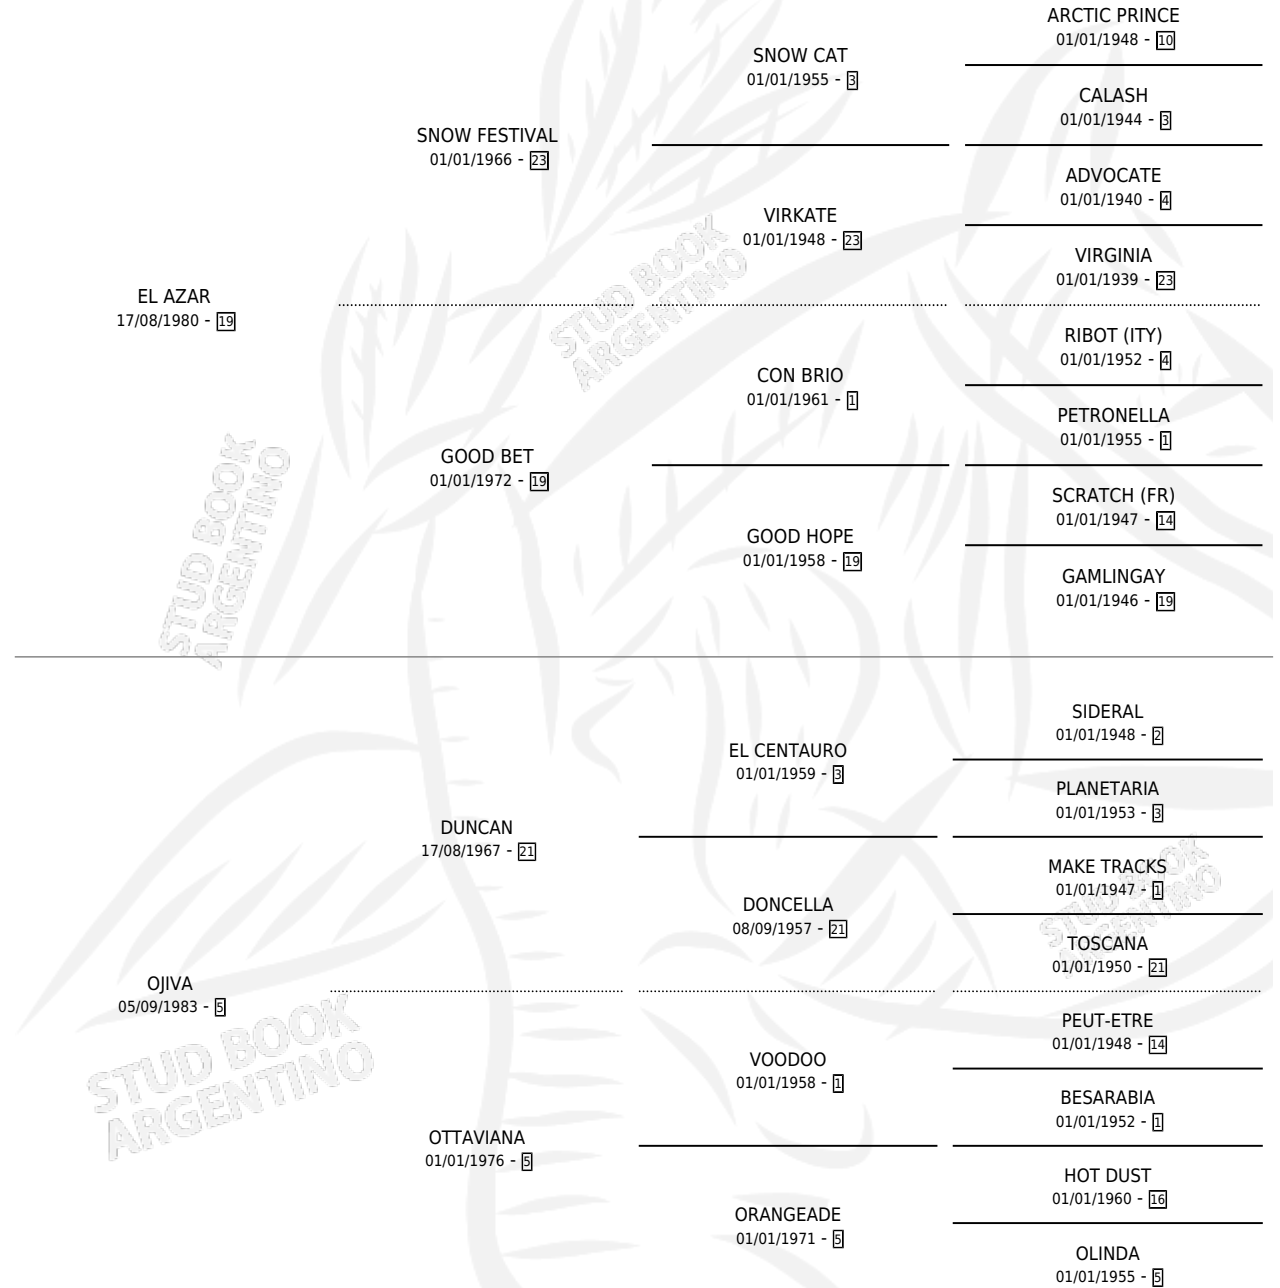 ARCTIC PRINCE
01/01/1948 - 10
SNOW CAT
01/01/1955 - 3
CALASH
01/01/1944 - 3
SNOW FESTIVAL
01/01/1966 - 23
ADVOCATE
01/01/1940 - 4
VIRKATE
01/01/1948 - 23
VIRGINIA
01/01/1939 - 23
EL AZAR
17/08/1980 - 19
RIBOT (ITY)
01/01/1952 - 4
CON BRIO
01/01/1961 - 1
PETRONELLA
01/01/1955 - 1
GOOD BET
01/01/1972 - 19
SCRATCH (FR)
01/01/1947 - 14
GOOD HOPE
01/01/1958 - 19
GAMLINGAY
01/01/1946 - 19
SIDERAL
01/01/1948 - 2
EL CENTAURO
01/01/1959 - 3
PLANETARIA
01/01/1953 - 3
DUNCAN
17/08/1967 - 21
MAKE TRACKS
01/01/1947 - 1
DONCELLA
08/09/1957 - 21
TOSCANA
01/01/1950 - 21
OJIVA
05/09/1983 - 5
PEUT-ETRE
01/01/1948 - 14
VOODOO
01/01/1958 - 1
BESARABIA
01/01/1952 - 1
OTTAVIANA
01/01/1976 - 5
HOT DUST
01/01/1960 - 16
ORANGEADE
01/01/1971 - 5
OLINDA
01/01/1955 - 5
STUD BOOK
ARGENTINO
STUD BOOK
ARGENTINO
STUD BOOK
ARGENTINO
STUD BOOK
ARGENTINO